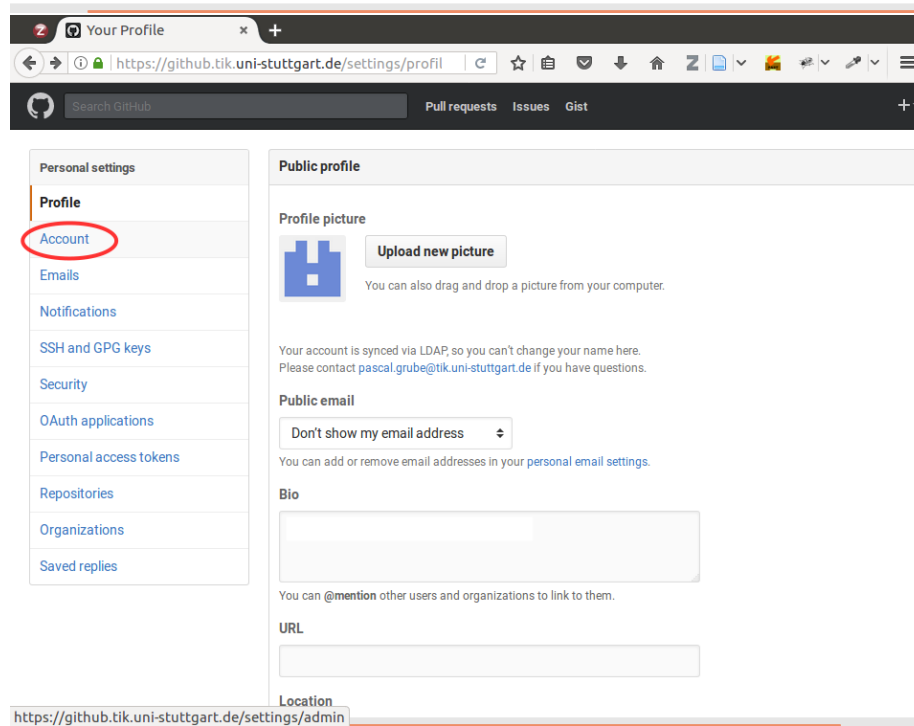 Your Profile
https://github.tik.uni-stuttgart.de/settings/profil
Search GitHub
Pull requests Issues Gist
Personal settings
Profile
Account
Emails
Notifications
SSH and GPG keys
Security
OAuth applications
Personal access tokens
Repositories
Organizations
Saved replies
Public profile
Profile picture
Upload new picture
You can also drag and drop a picture from your computer.
Your account is synced via LDAP, so you can't change your name here.
Please contact pascal.grube@tik.uni-stuttgart.de if you have questions.
Public email
Don't show my email address
You can add or remove email addresses in your personal email settings.
Bio
You can @mention other users and organizations to link to them.
URL
Location
https://github.tik.uni-stuttgart.de/settings/admin